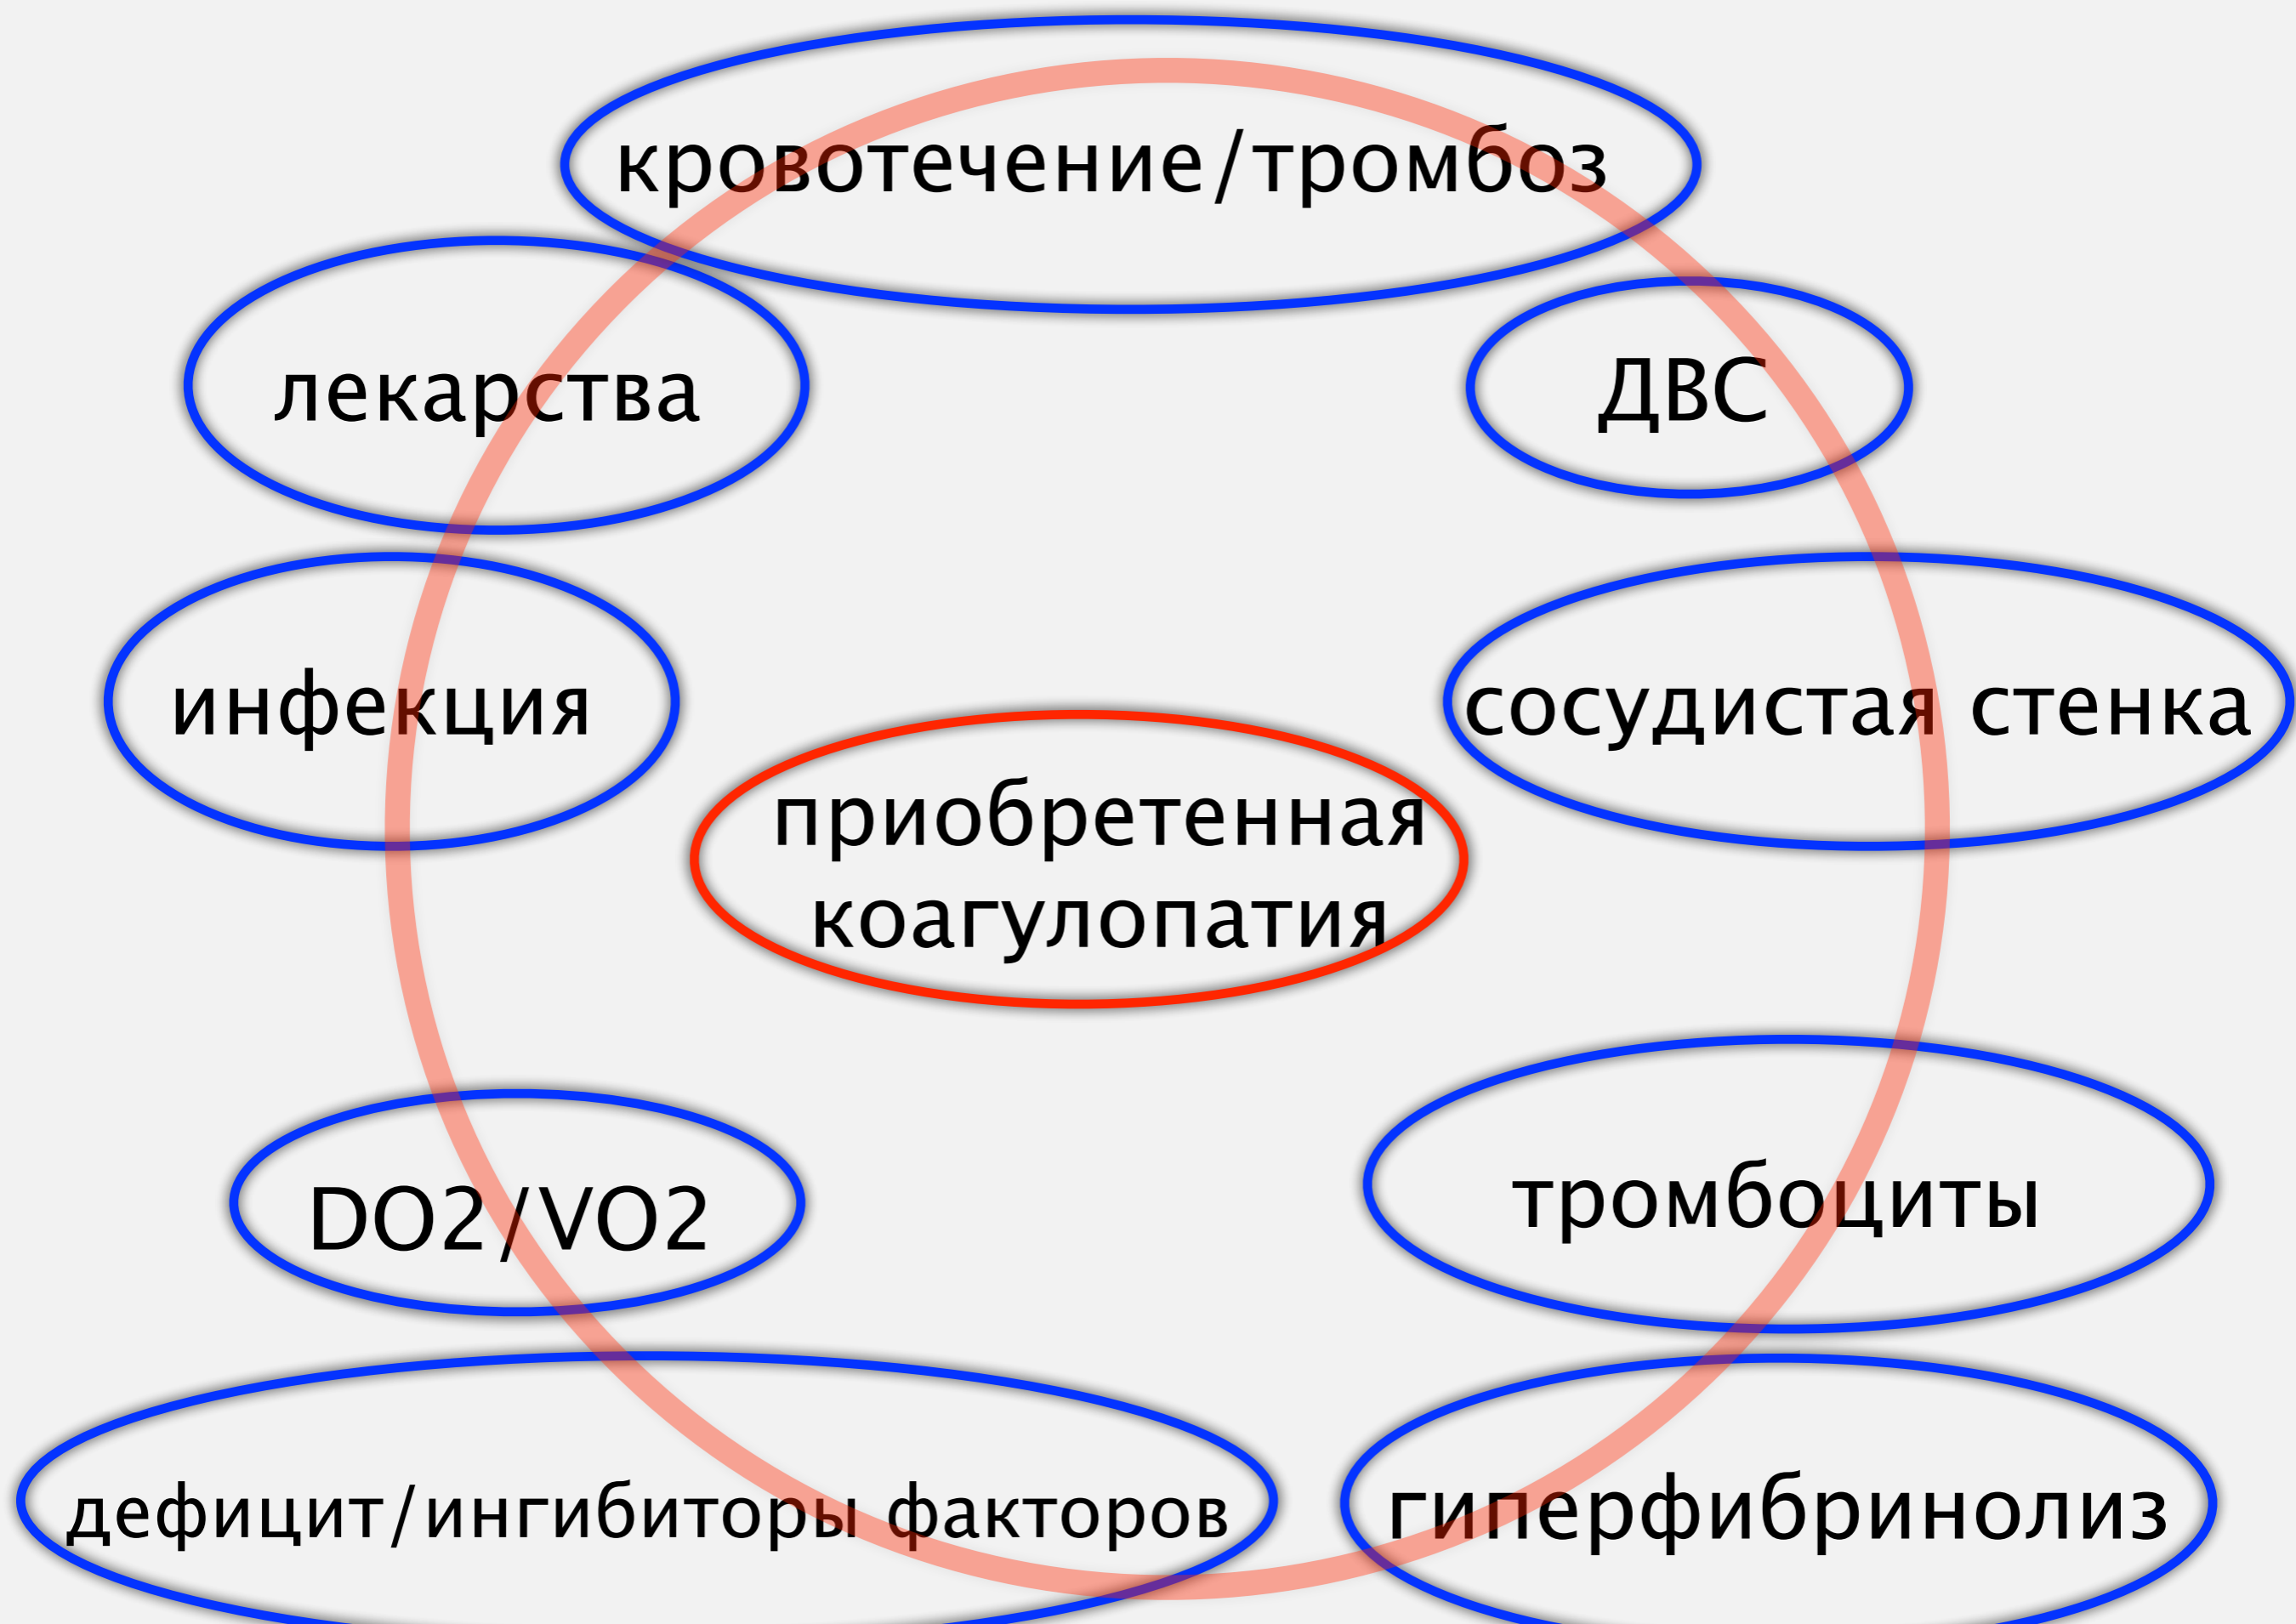 кровотечение/тромбоз
лекарства
ДВС
инфекция
сосудистая стенка
приобретенная
коагулопатия
DO2/VO2
тромбоциты
дефицит/ингибиторы факторов
гиперфибринолиз